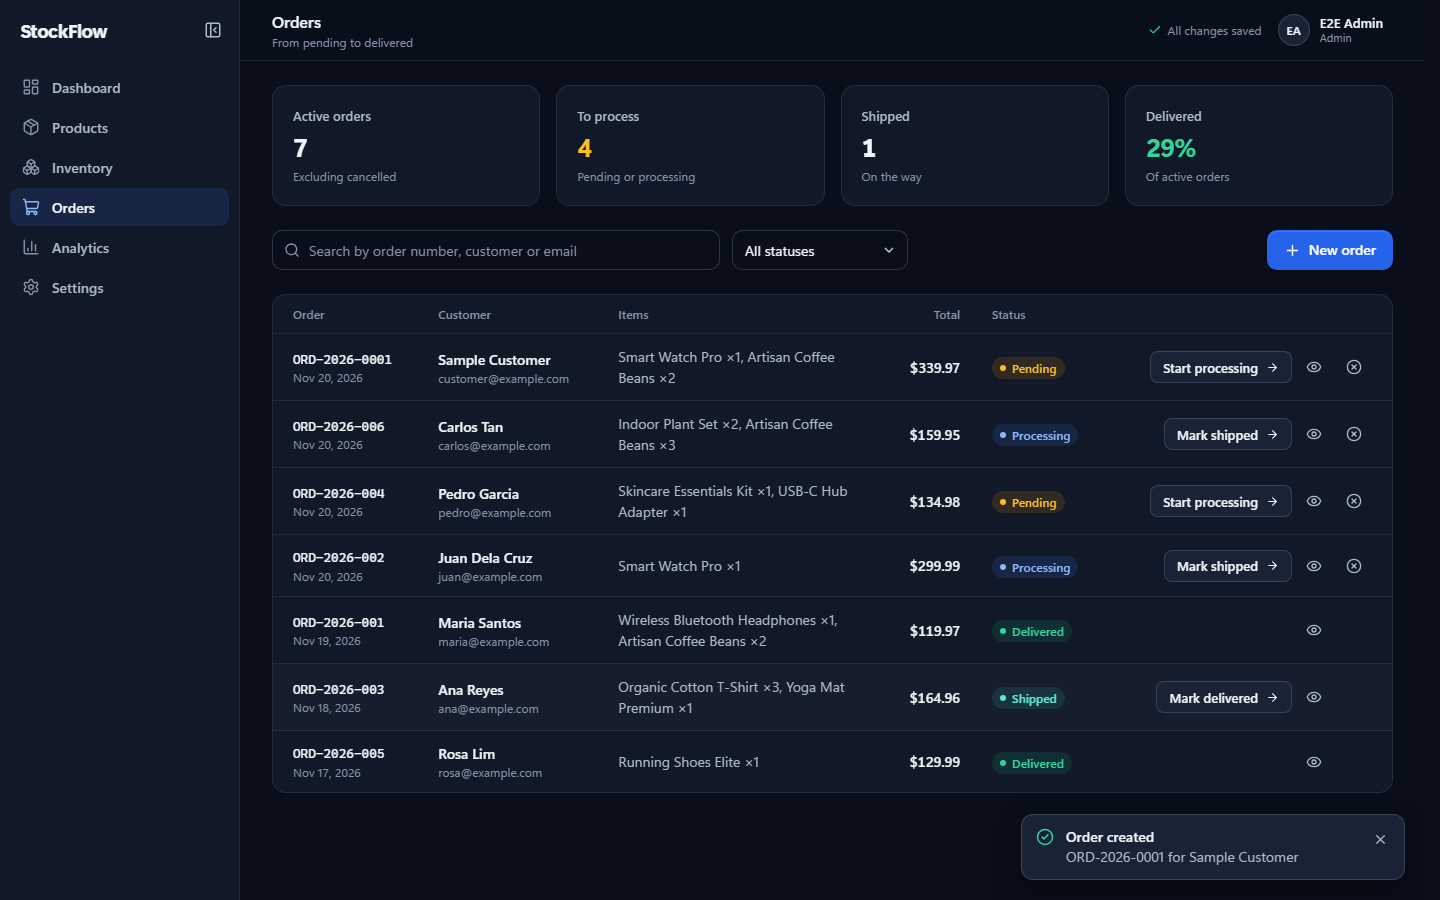 StockFlow
Dashboard
Products
Inventory
Orders
Analytics
Settings
Orders
From pending to delivered
All changes saved
EA
E2E Admin
Admin
Active orders
7
Excluding cancelled
To process
4
Pending or processing
Shipped
1
On the way
Delivered
29%
Of active orders
Search by order number, customer or email
All statuses
New order
Order Customer Items Total Status
ORD-2026-0001
Nov 20, 2026
Sample Customer
customer@example.com
Smart Watch Pro ×1, Artisan Coffee
Beans ×2
$339.97
Pending
Start processing
ORD-2026-006
Nov 20, 2026
Carlos Tan
carlos@example.com
Indoor Plant Set ×2, Artisan Coffee
Beans ×3
$159.95
Processing
Mark shipped
ORD-2026-004
Nov 20, 2026
Pedro Garcia
pedro@example.com
Skincare Essentials Kit ×1, USB-C Hub
Adapter ×1
$134.98
Pending
Start processing
ORD-2026-002
Nov 20, 2026
Juan Dela Cruz
juan@example.com
Smart Watch Pro ×1
$299.99
Processing
Mark shipped
ORD-2026-001
Nov 19, 2026
Maria Santos
maria@example.com
Wireless Bluetooth Headphones ×1,
Artisan Coffee Beans ×2
$119.97
Delivered
ORD-2026-003
Nov 18, 2026
Ana Reyes
ana@example.com
Organic Cotton T-Shirt ×3, Yoga Mat
Premium ×1
$164.96
Shipped
Mark delivered
ORD-2026-005
Nov 17, 2026
Rosa Lim
rosa@example.com
Running Shoes Elite ×1
$129.99
Delivered
Order created
ORD-2026-0001 for Sample Customer